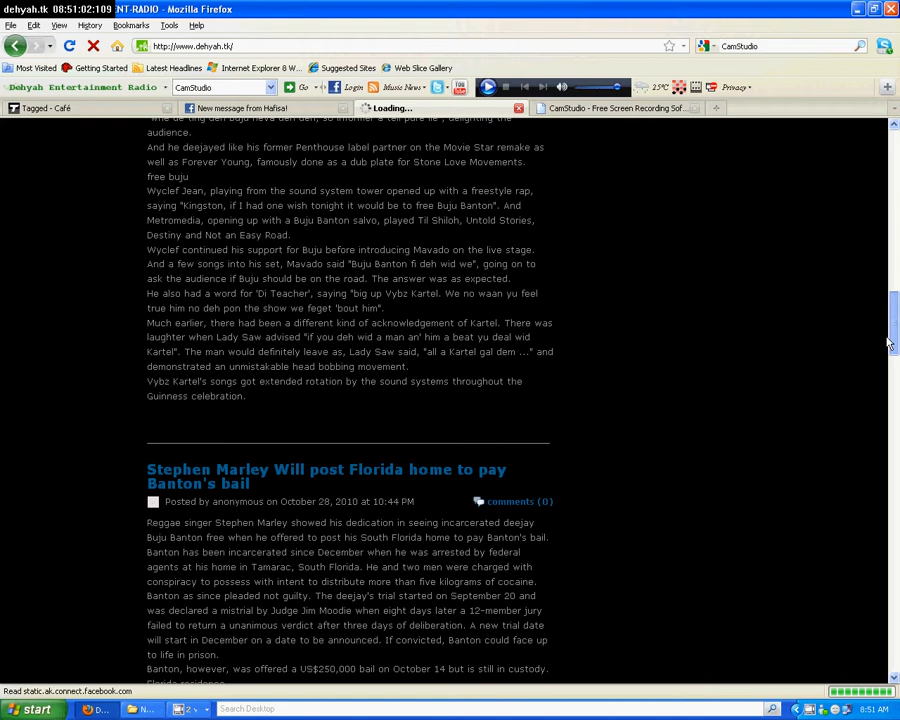 dehyah.tk 08:51:02:109
ENT-RADIO - Mozilla Firefox
File Edit View History Bookmarks Tools Help
http://www.dehyah.tk/
CamStudio
Most Visited Getting Started Latest Headlines Internet Explorer 8 W... Suggested Sites Web Slice Gallery
Dehyah Entertainment Radio CamStudio Go Login Music News 25°C Privacy
Tagged - Café New message from Hafisa! Loading... CamStudio - Free Screen Recording Sof...
audience.
And he deejayed like his former Penthouse label partner on the Movie Star remake as
well as Forever Young, famously done as a dub plate for Stone Love Movements.
free buju
Wyclef Jean, playing from the sound system tower opened up with a freestyle rap,
saying "Kingston, if I had one wish tonight it would be to free Buju Banton". And
Metromedia, opening up with a Buju Banton salvo, played Til Shiloh, Untold Stories,
Destiny and Not an Easy Road.
Wyclef continued his support for Buju before introducing Mavado on the live stage.
And a few songs into his set, Mavado said "Buju Banton fi deh wid we", going on to
ask the audience if Buju should be on the road. The answer was as expected.
He also had a word for 'Di Teacher', saying "big up Vybz Kartel. We no waan yu feel
true him no deh pon the show we feget 'bout him".
Much earlier, there had been a different kind of acknowledgement of Kartel. There was
laughter when Lady Saw advised "if you deh wid a man an' him a beat yu deal wid
Kartel". The man would definitely leave as, Lady Saw said, "all a Kartel gal dem ..." and
demonstrated an unmistakable head bobbing movement.
Vybz Kartel's songs got extended rotation by the sound systems throughout the
Guinness celebration.
Stephen Marley Will post Florida home to pay
Banton's bail
Posted by anonymous on October 28, 2010 at 10:44 PM comments (0)
Reggae singer Stephen Marley showed his dedication in seeing incarcerated deejay
Buju Banton free when he offered to post his South Florida home to pay Banton's bail.
Banton has been incarcerated since December when he was arrested by federal
agents at his home in Tamarac, South Florida. He and two men were charged with
conspiracy to possess with intent to distribute more than five kilograms of cocaine.
Banton as since pleaded not guilty. The deejay's trial started on September 20 and
was declared a mistrial by Judge Jim Moodie when eight days later a 12-member jury
failed to return a unanimous verdict after three days of deliberation. A new trial date
will start in December on a date to be announced. If convicted, Banton could face up
to life in prison.
Banton, however, was offered a US$250,000 bail on October 14 but is still in custody.
Florida residence
Read static.ak.connect.facebook.com
start D... N... 2 Search Desktop 8:51 AM